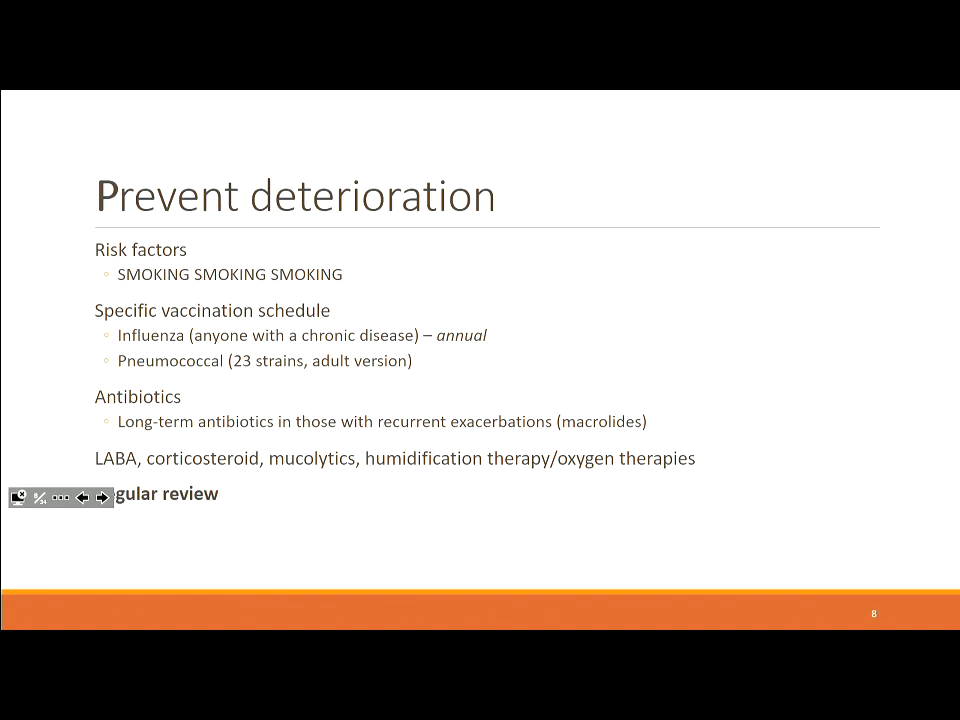 Prevent deterioration
Risk factors
SMOKING SMOKING SMOKING
Specific vaccination schedule
Influenza (anyone with a chronic disease) – annual
Pneumococcal (23 strains, adult version)
Antibiotics
Long-term antibiotics in those with recurrent exacerbations (macrolides)
LABA, corticosteroid, mucolytics, humidification therapy/oxygen therapies
gular review
8